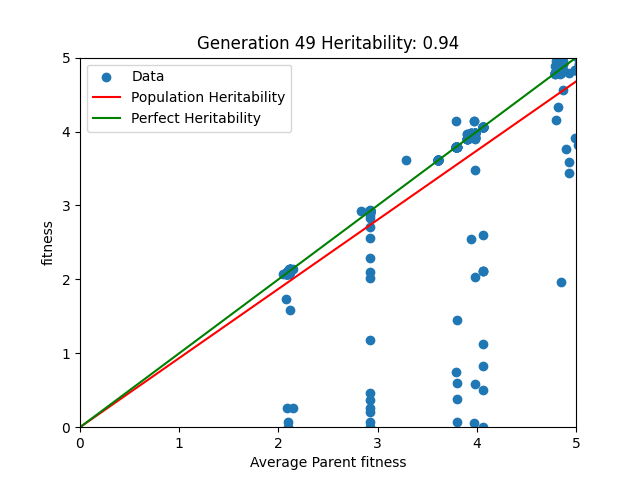 Generation 49 Heritability: 0.94
Data
Population Heritability
Perfect Heritability
fitness
5
4
3
2
1
0
0 1 2 3 4 5
Average Parent fitness